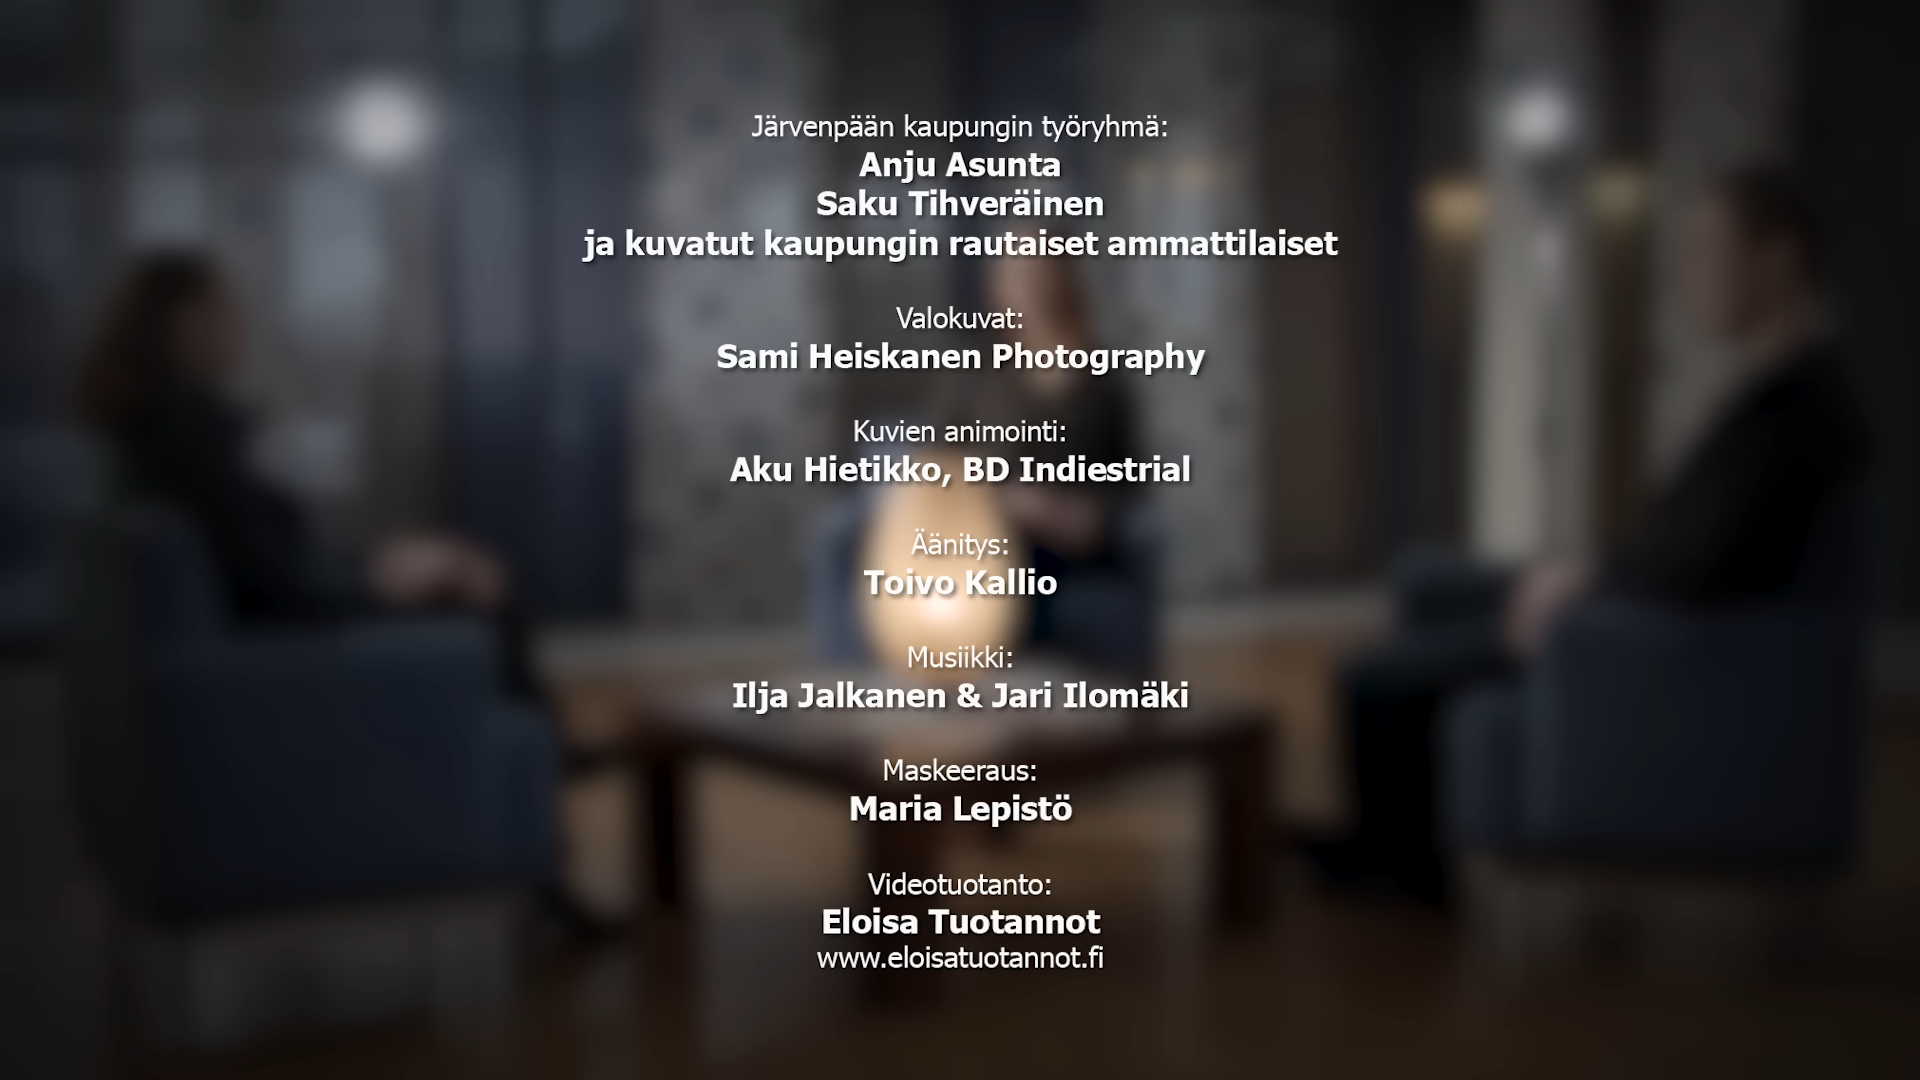 Järvenpään kaupungin työryhmä:
Anju Asunta
Saku Tihveräinen
ja kuvatut kaupungin rautaiset ammattilaiset
Valokuvat:
Sami Heiskanen Photography
Kuvien animointi:
Aku Hietikko, BD Indiestrial
Äänitys:
Toivo Kallio
Musiikki:
Ilja Jalkanen & Jari Ilomäki
Maskeeraus:
Maria Lepistö
Videotuotanto:
Eloisa Tuotannot
www.eloisatuotannot.fi